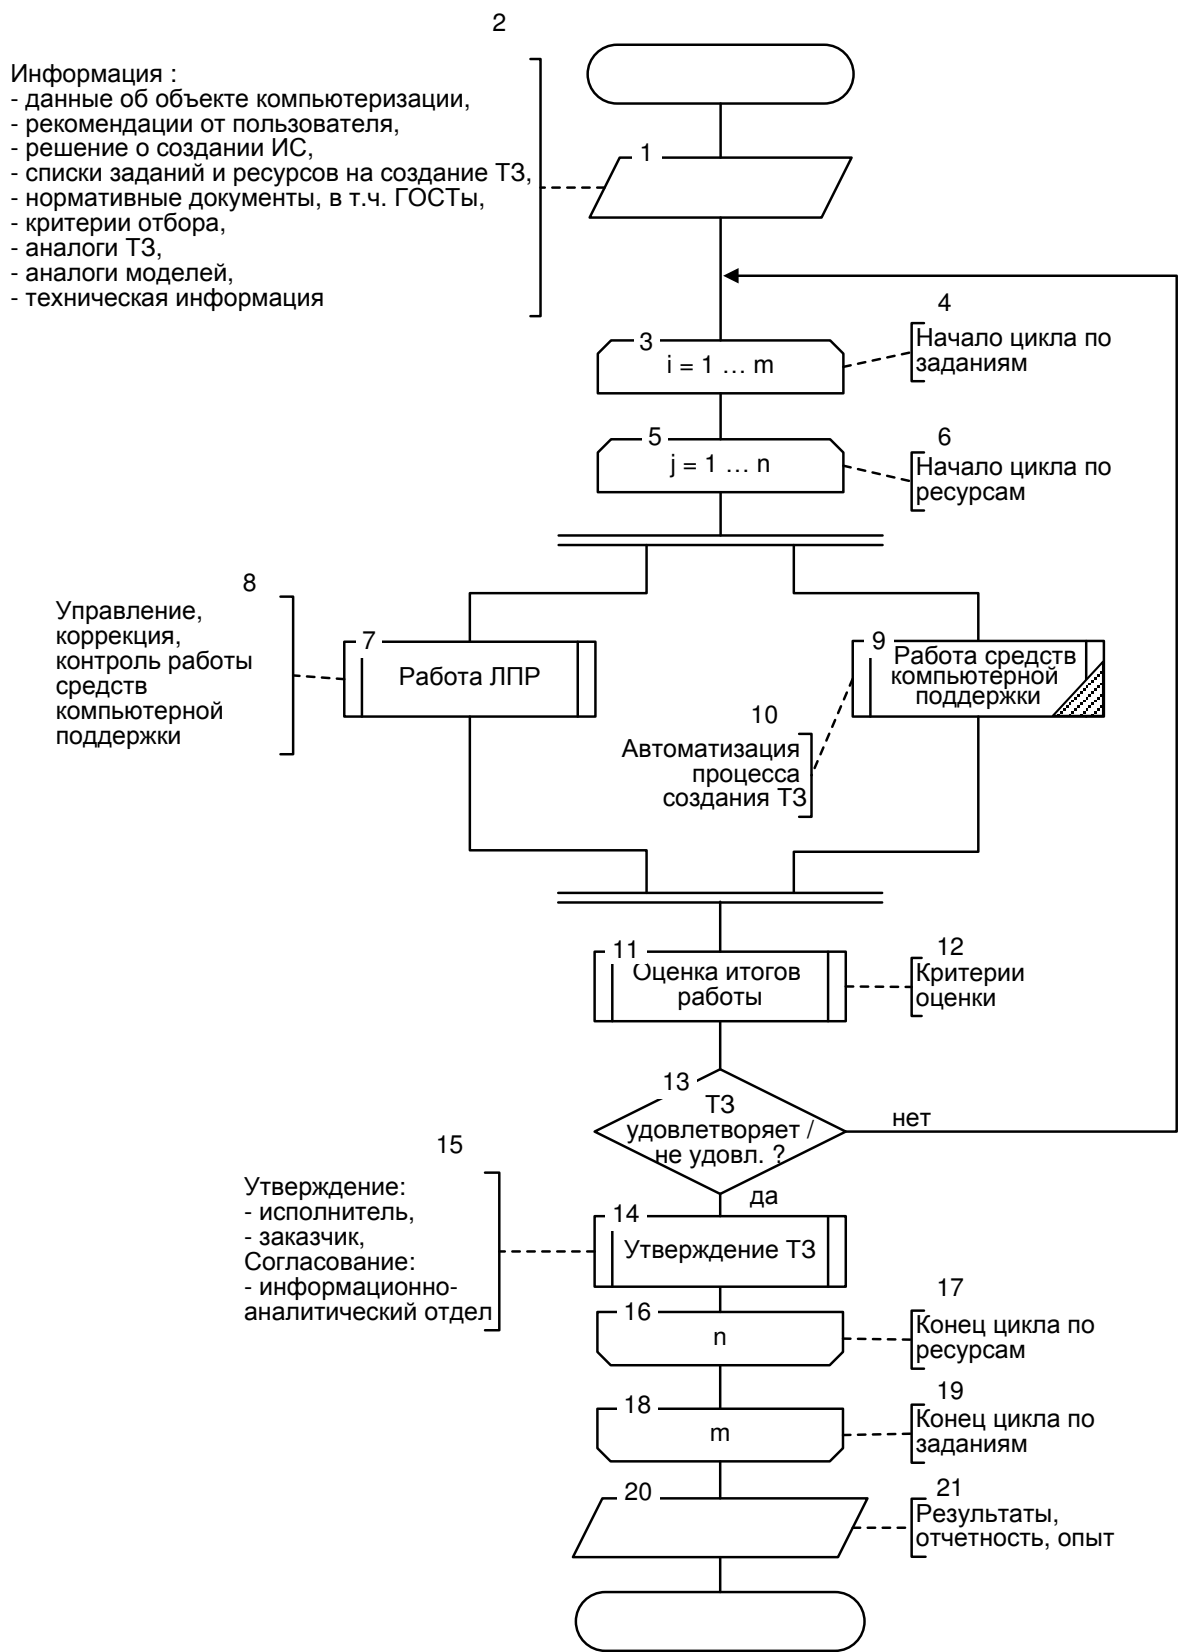 2
Информация :
- данные об объекте компьютеризации,
- рекомендации от пользователя,
- решение о создании ИС,
- списки заданий и ресурсов на создание ТЗ,
- нормативные документы, в т.ч. ГОСТы,
- критерии отбора,
- аналоги ТЗ,
- аналоги моделей,
- техническая информация
1
3
i = 1 ... m
4
Начало цикла по
заданиям
5
j = 1 ... n
6
Начало цикла по
ресурсам
8
Управление,
коррекция,
контроль работы
средств
компьютерной
поддержки
7
Работа ЛПР
9
Работа средств
компьютерной
поддержки
10
Автоматизация
процесса
создания ТЗ
11
Оценка итогов
работы
12
Критерии
оценки
13
ТЗ
удовлетворяет /
не удовл. ?
нет
да
15
Утверждение:
- исполнитель,
- заказчик,
Согласование:
- информационно-
аналитический отдел
14
Утверждение ТЗ
16
n
17
Конец цикла по
ресурсам
18
m
19
Конец цикла по
заданиям
20
21
Результаты,
отчетность, опыт